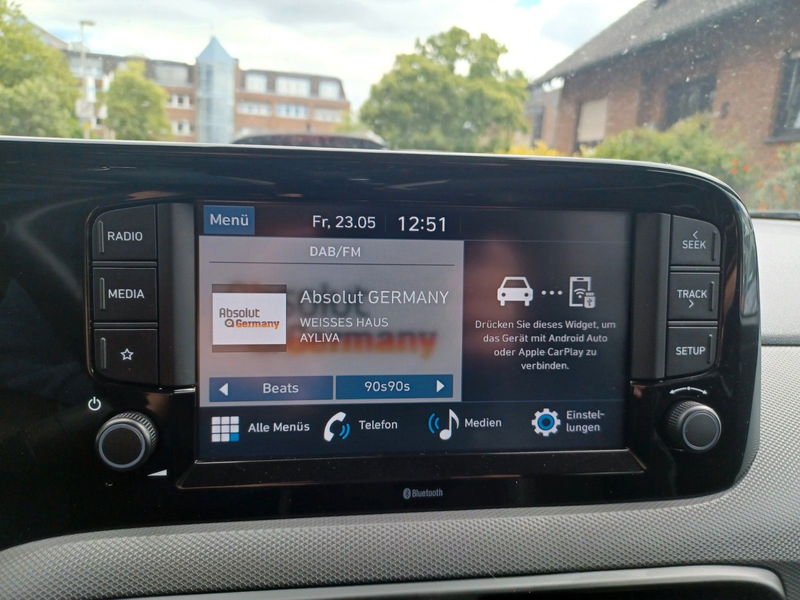 Menü
Fr, 23.05
12:51
RADIO
MEDIA
DAB/FM
Absolut
Germany
Absolut GERMANY
WEISSES HAUS
AYLIVA
Beats
90s90s
Drücken Sie dieses Widget, um
das Gerät mit Android Auto
oder Apple CarPlay zu
verbinden.
SEEK
TRACK
SETUP
Alle Menüs
Telefon
Medien
Einstel-
lungen
Bluetooth